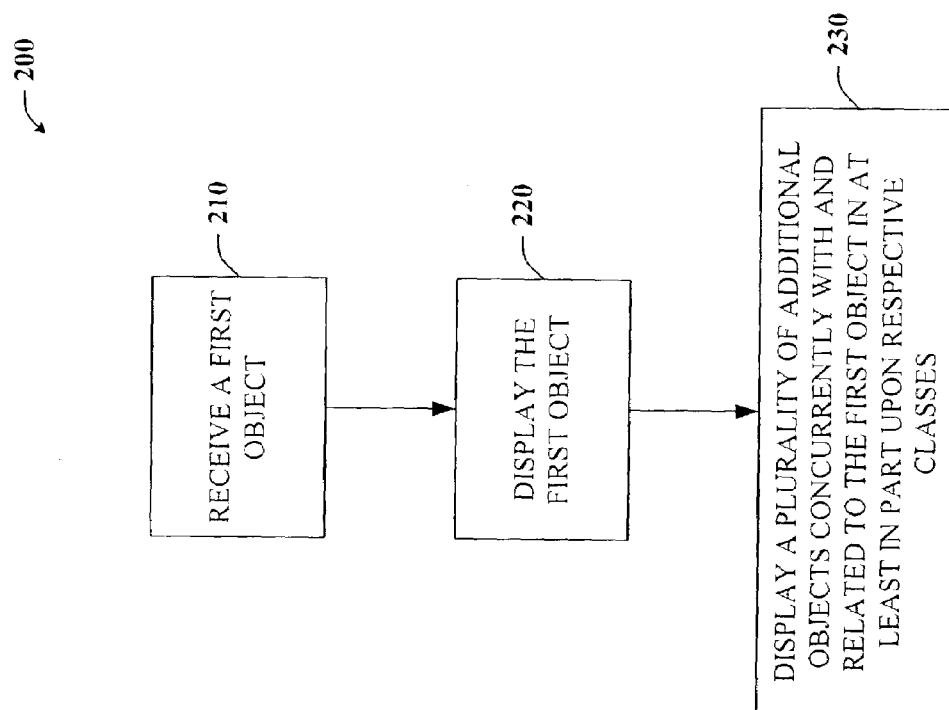 200
210
RECEIVE A FIRST
OBJECT
220
DISPLAY THE
FIRST OBJECT
230
DISPLAY A PLURALITY OF ADDITIONAL
OBJECTS CONCURRENTLY WITH AND
RELATED TO THE FIRST OBJECT IN AT
LEAST IN PART UPON RESPECTIVE
CLASSES